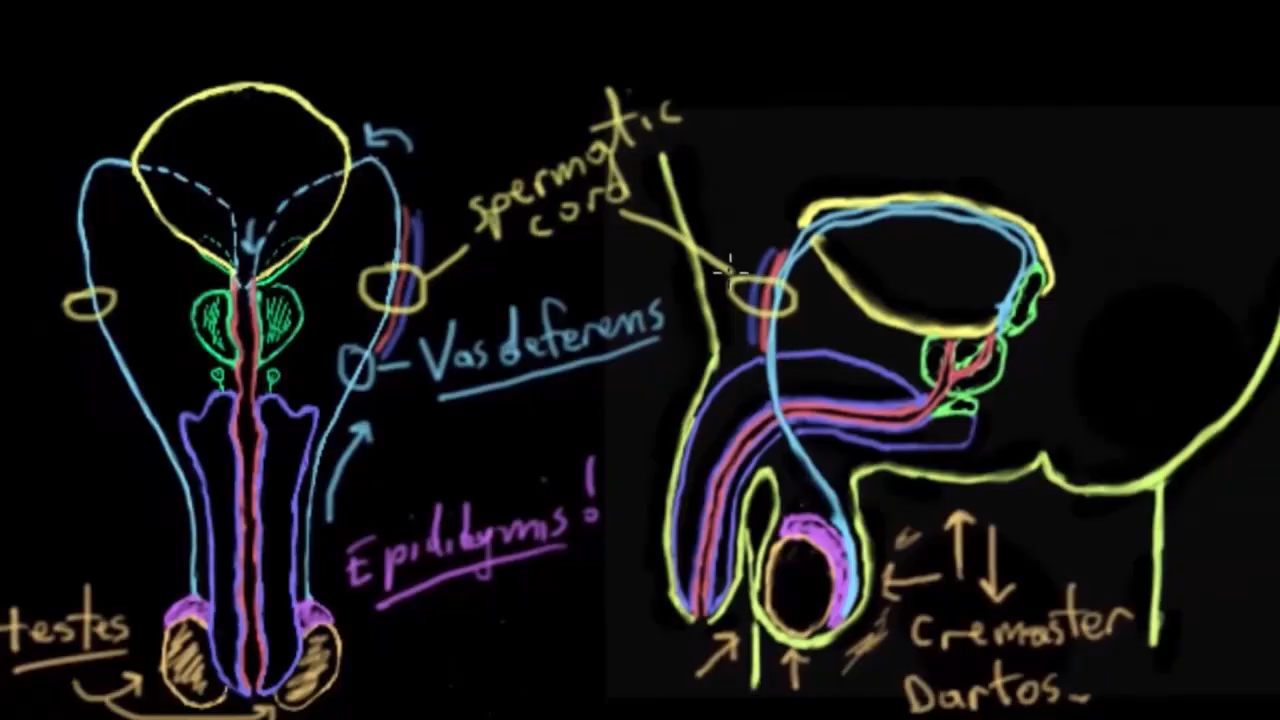 spermatic
cord
Vas deferens
Epididymis!
testes
Cremaster
Dartos